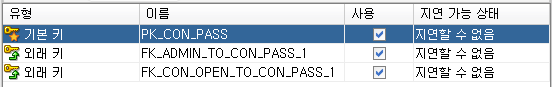 유형 이름 사용 지연 가능 상태
기본 키 PK_CON_PASS 지연할 수 없음
외래 키 FK_ADMIN_TO_CON_PASS_1 지연할 수 없음
외래 키 FK_CON_OPEN_TO_CON_PASS_1 지연할 수 없음